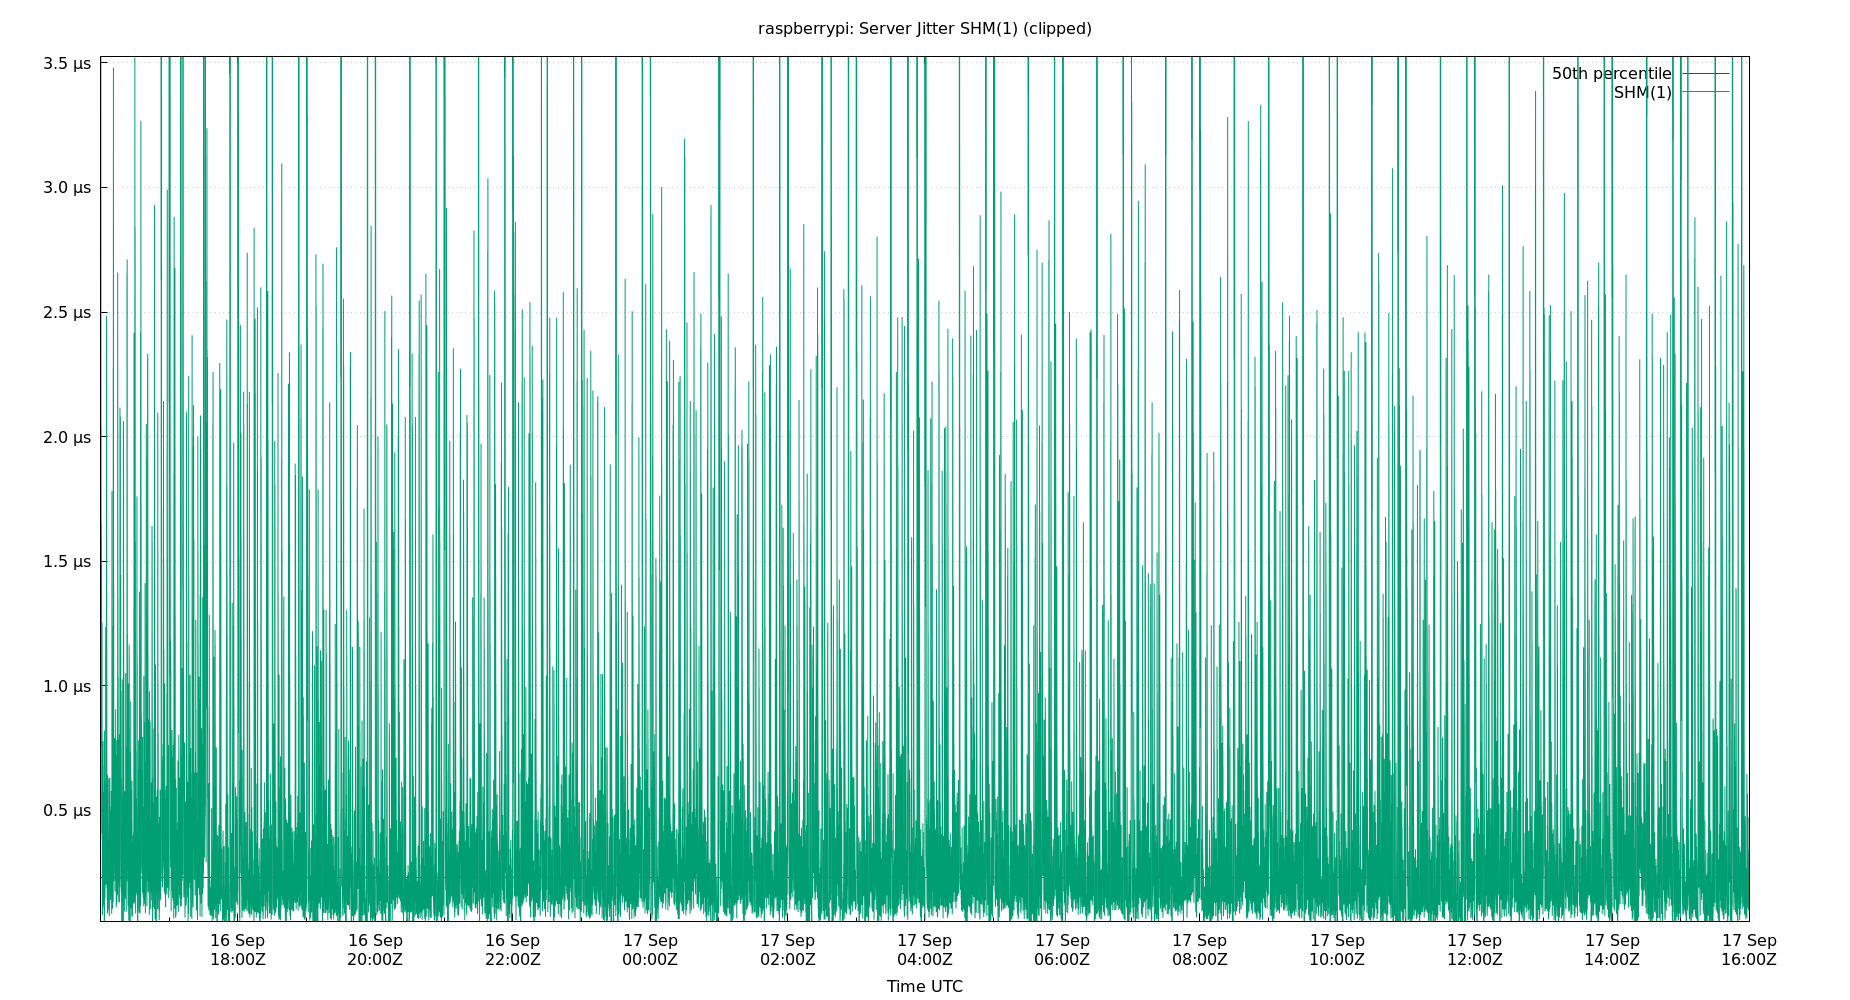 raspberrypi: Server Jitter SHM(1) (clipped)
3.5 µs
50th percentile
SHM(1)
3.0 µs
2.5 µs
2.0 µs
1.5 µs
1.0 µs
0.5 µs
16 Sep 16 Sep 16 Sep 17 Sep 17 Sep 17 Sep 17 Sep 17 Sep 17 Sep 17 Sep 17 Sep 17 Sep
18:00Z 20:00Z 22:00Z 00:00Z 02:00Z 04:00Z 06:00Z 08:00Z 10:00Z 12:00Z 14:00Z 16:00Z
Time UTC